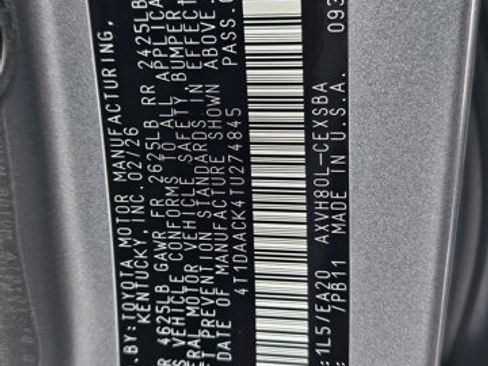 .BY:TOYOTA MOTOR MANUFACTURING,
KENTUCKY, INC. 02/26
4625LB GAWR FR 2625LB RR 2425LB
VEHICLE CONFORMS TO ALL APPLICA
RAL MOTOR VEHICLE SAFETY BUMPER,
T PREVENTION STANDARDS IN EFFECT
DATE OF MANUFACTURE SHOWN ABOVE.
4T1DAACK4TU274845 PASS.C
:1L5/EA20 AXVH80L-CEXSBA
/PB11 MADE IN U.S.A. 093